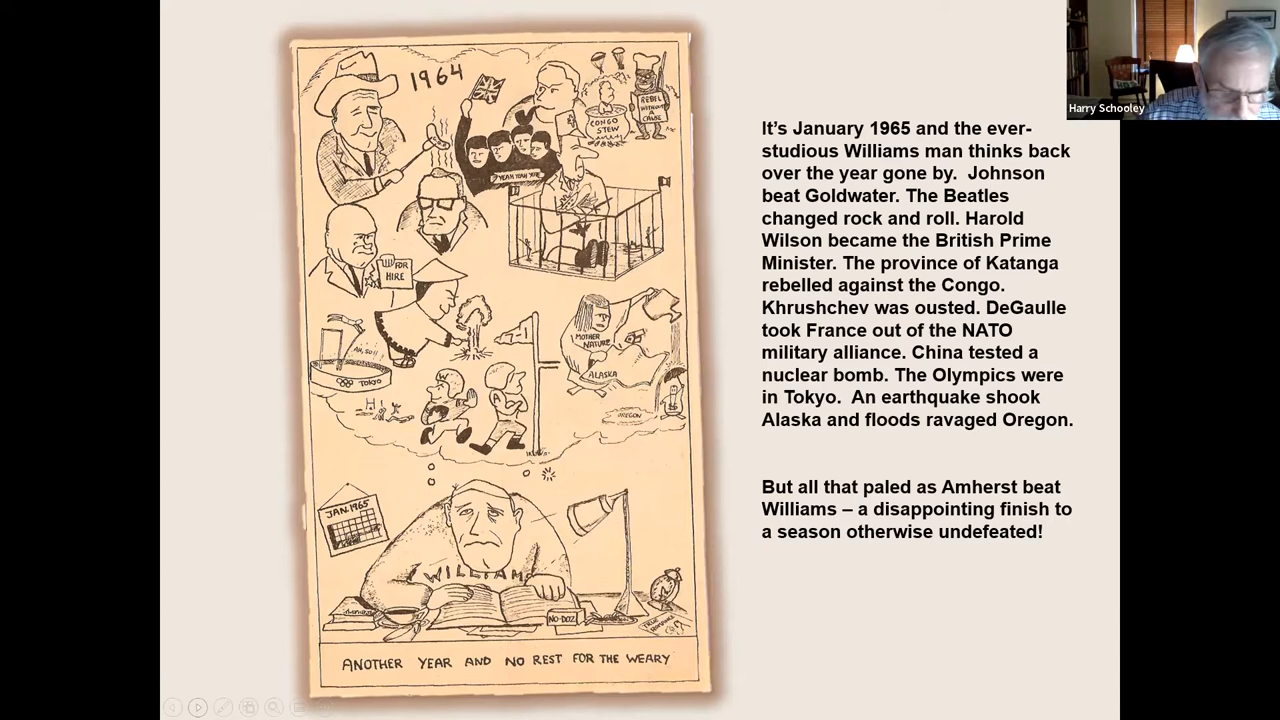 1964
REBEL
WITHOUT
A
CAUSE
CONGO
STEW
YEAH YEAH YEAH
FOR
HIRE
AH, SO!!
TOKYO
MOTHER
NATURE
ALASKA
OREGON
W
A
JAN. 1965
WILLIAMS
NO-DOZ
ANOTHER YEAR AND NO REST FOR THE WEARY
Harry Schooley
It's January 1965 and the ever-
studious Williams man thinks back
over the year gone by.  Johnson
beat Goldwater. The Beatles
changed rock and roll. Harold
Wilson became the British Prime
Minister. The province of Katanga
rebelled against the Congo.
Khrushchev was ousted. DeGaulle
took France out of the NATO
military alliance. China tested a
nuclear bomb. The Olympics were
in Tokyo.  An earthquake shook
Alaska and floods ravaged Oregon.
But all that paled as Amherst beat
Williams – a disappointing finish to
a season otherwise undefeated!